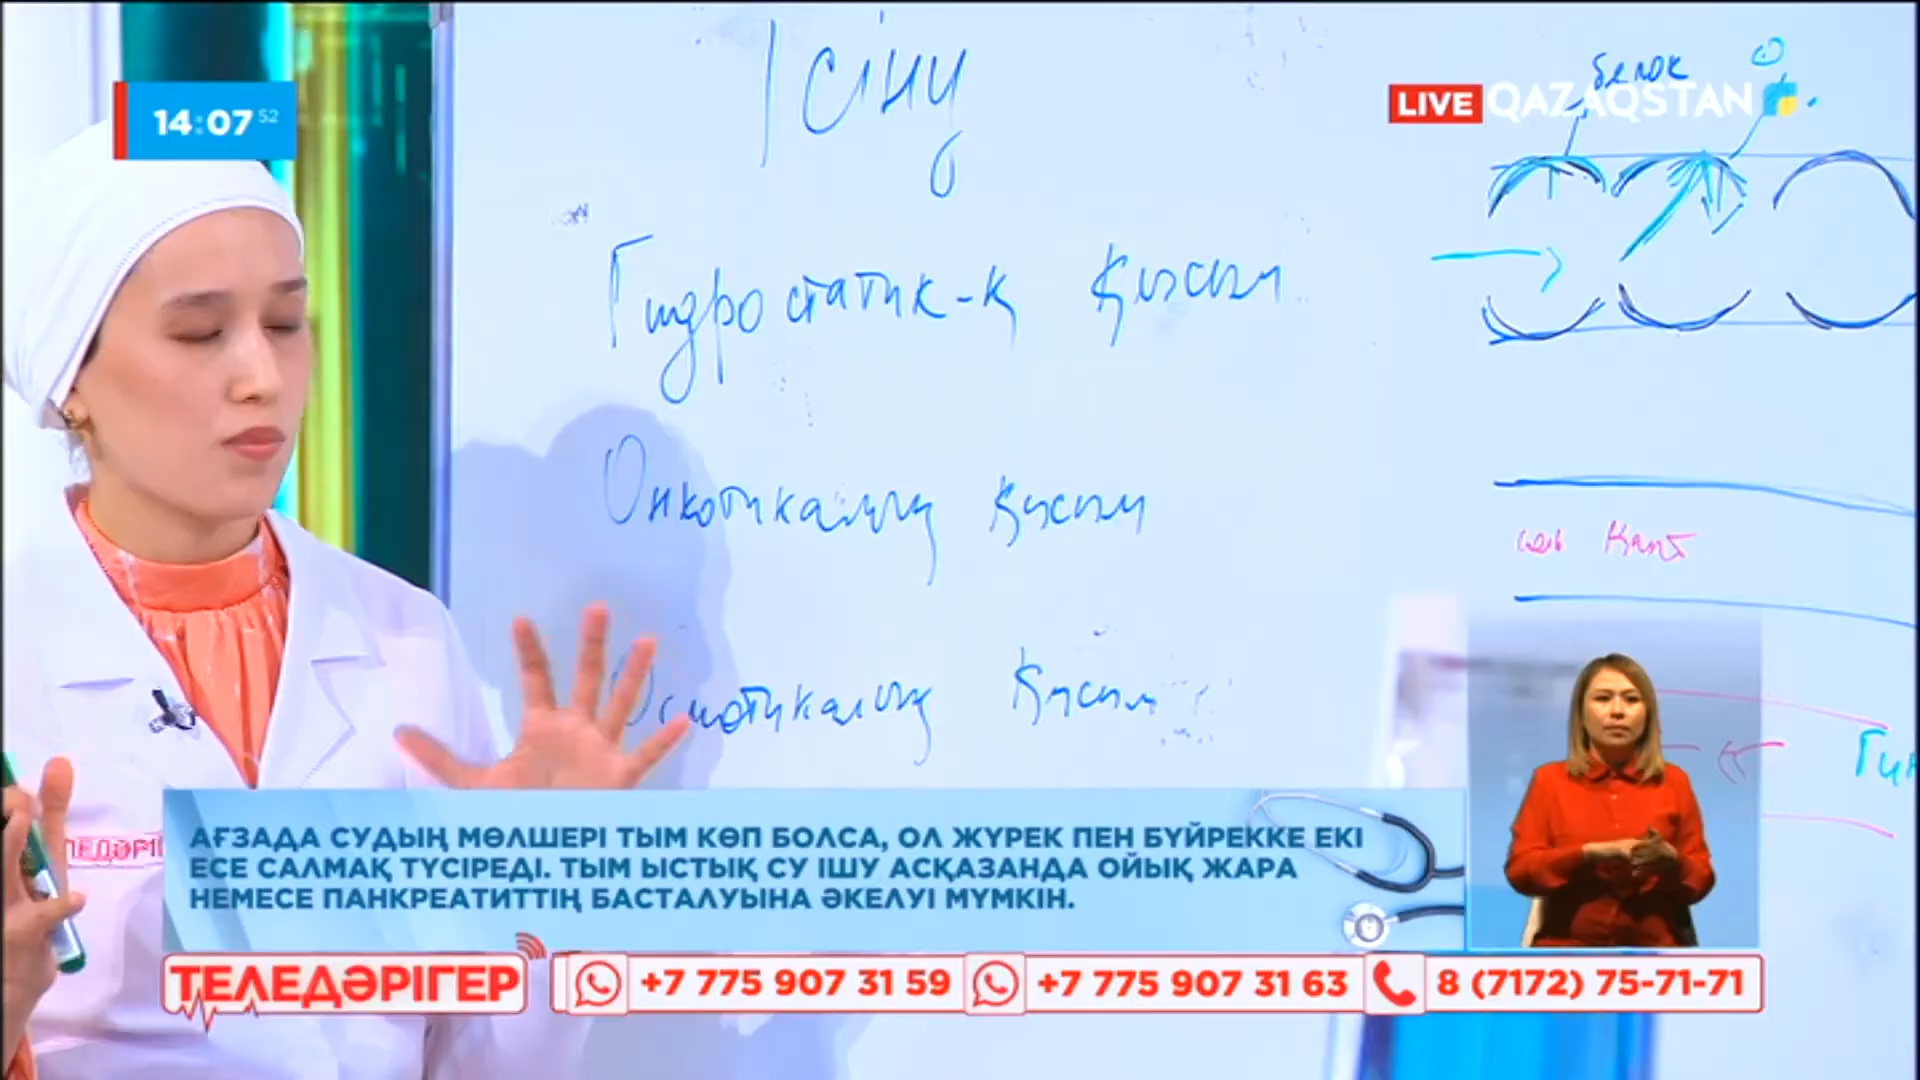 14:07 52
LIVE QAZAQSTAN
Ісіну
белок
Гидростатик-қ қысым
Онкотикалық қысым
Осмотикалық қысым
АҒЗАДА СУДЫҢ МӨЛШЕРІ ТЫМ КӨП БОЛСА, ОЛ ЖҮРЕК ПЕН БҮЙРЕККЕ ЕКІ
ЕСЕ САЛМАҚ ТҮСІРЕДІ. ТЫМ ЫСТЫҚ СУ ІШУ АСҚАЗАНДА ОЙЫҚ ЖАРА
НЕМЕСЕ ПАНКРЕАТИТТІҢ БАСТАЛУЫНА ӘКЕЛУІ МҮМКІН.
ТЕЛЕДӘРІГЕР
+7 775 907 31 59
+7 775 907 31 63
8 (7172) 75-71-71